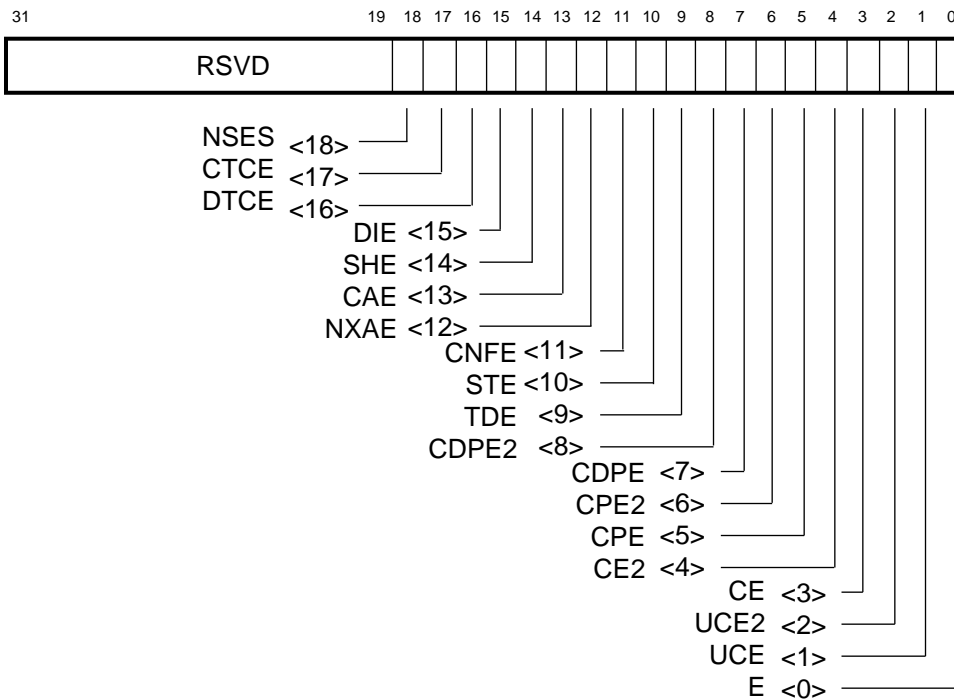 31 19 18 17 16 15 14 13 12 11 10 9 8 7 6 5 4 3 2 1 0
RSVD
NSES <18>
CTCE <17>
DTCE <16>
DIE <15>
SHE <14>
CAE <13>
NXAE <12>
CNFE <11>
STE <10>
TDE <9>
CDPE2 <8>
CDPE <7>
CPE2 <6>
CPE <5>
CE2 <4>
CE <3>
UCE2 <2>
UCE <1>
E <0>